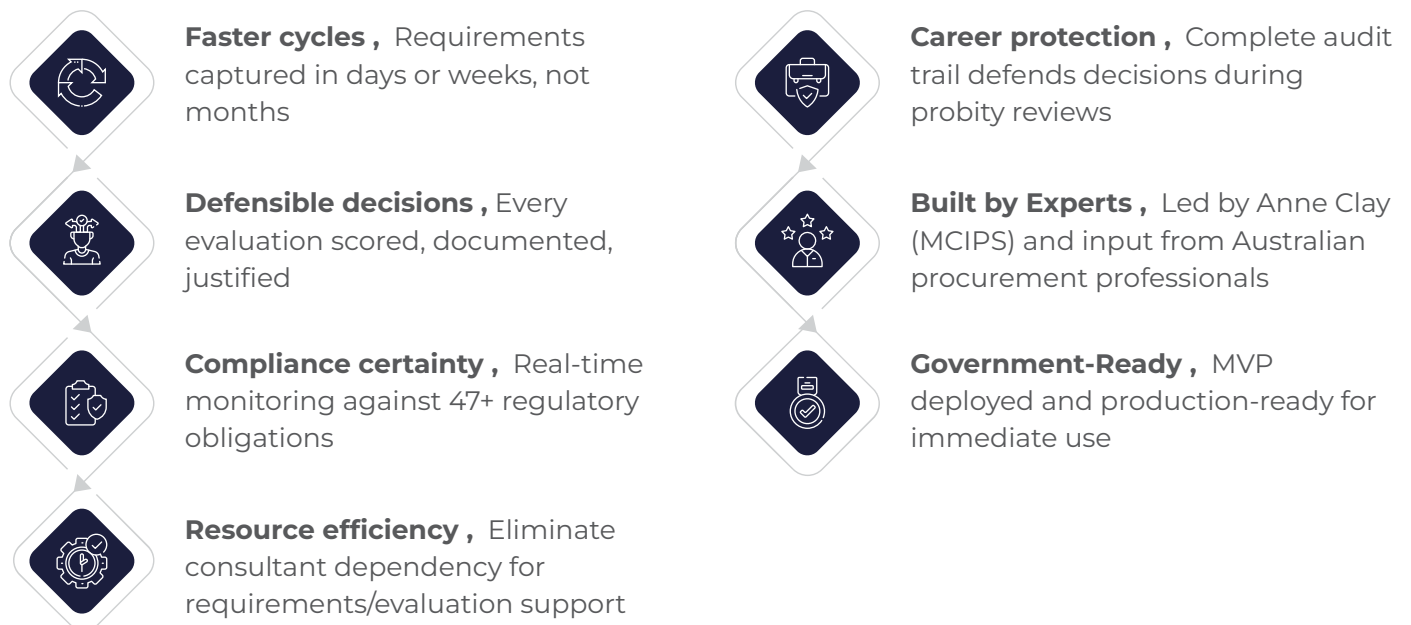 Faster cycles ,  Requirements
captured in days or weeks, not
months
Defensible decisions , Every
evaluation scored, documented,
justified
Compliance certainty ,  Real-time
monitoring against 47+ regulatory
obligations
Resource efficiency ,  Eliminate
consultant dependency for
requirements/evaluation support
Career protection ,  Complete audit
trail defends decisions during
probity reviews
Built by Experts ,  Led by Anne Clay
(MCIPS) and input from Australian
procurement professionals
Government-Ready ,  MVP
deployed and production-ready for
immediate use